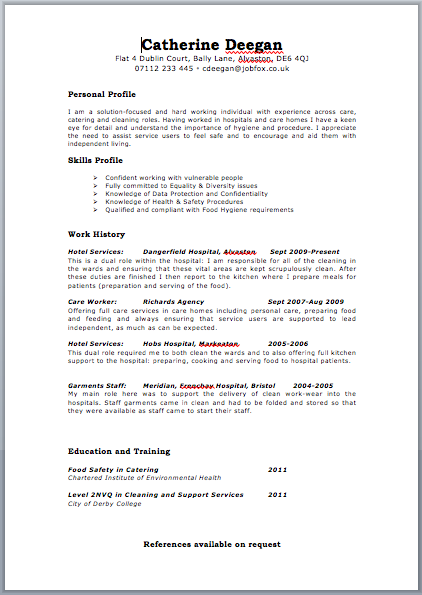 Catherine Deegan
Flat 4 Dublin Court, Bally Lane, Alvaston, DE6 4QJ
07112 233 445 - cdeegan@jobfox.co.uk
Personal Profile
I am a solution-focused and hard working individual with experience across care,
catering and cleaning roles. Having worked in hospitals and care homes I have a keen
eye for detail and understand the importance of hygiene and procedure. I appreciate
the need to assist service users to feel safe and to encourage and aid them with
independent living.
Skills Profile
➤ Confident working with vulnerable people
➤ Fully committed to Equality & Diversity issues
➤ Knowledge of Data Protection and Confidentiality
➤ Knowledge of Health & Safety Procedures
➤ Qualified and compliant with Food Hygiene requirements
Work History
Hotel Services: Dangerfield Hospital, Alvaston Sept 2009-Present
This is a dual role within the hospital: I am responsible for all of the cleaning in
the wards and ensuring that these vital areas are kept scrupulously clean. After
these duties are finished I then report to the kitchen where I prepare meals for
patients (preparation and serving of the food).
Care Worker: Richards Agency Sept 2007-Aug 2009
Offering full care services in care homes including personal care, preparing food
and feeding and always ensuring that service users are supported to lead
independent, as much as can be expected.
Hotel Services: Hobs Hospital, 2005-2006
This dual role required me to both clean the wards and to also offering full kitchen
support to the hospital: preparing, cooking and serving food to hospital patients.
Garments Staff: Meridian, Hospital, Bristol 2004-2005
My main role here was to support the delivery of clean work-wear into the
hospitals. Staff garments came in clean and had to be folded and stored so that
they were available as staff came to start their staff.
Education and Training
Food Safety in Catering 2011
Chartered Institute of Environmental Health
Level 2NVQ in Cleaning and Support Services 2011
City of Derby College
References available on request